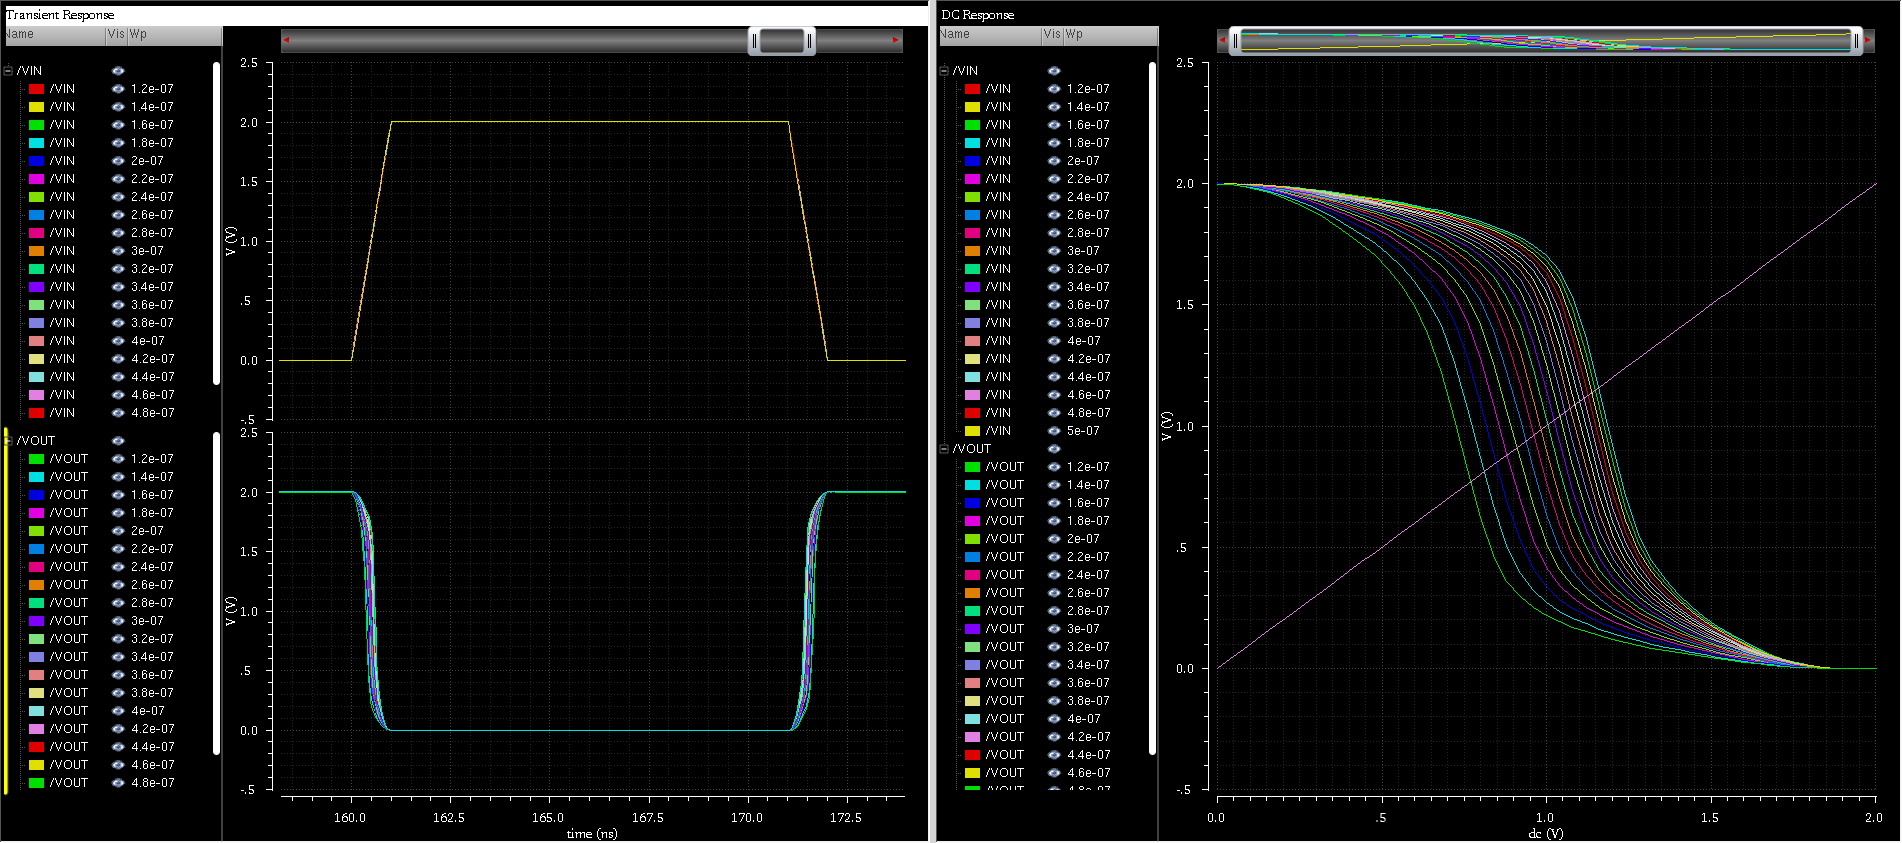 Transient Response
Name Vis Wp
/VIN
/VIN 1.2e-07
/VIN 1.4e-07
/VIN 1.6e-07
/VIN 1.8e-07
/VIN 2e-07
/VIN 2.2e-07
/VIN 2.4e-07
/VIN 2.6e-07
/VIN 2.8e-07
/VIN 3e-07
/VIN 3.2e-07
/VIN 3.4e-07
/VIN 3.6e-07
/VIN 3.8e-07
/VIN 4e-07
/VIN 4.2e-07
/VIN 4.4e-07
/VIN 4.6e-07
/VIN 4.8e-07
/VOUT
/VOUT 1.2e-07
/VOUT 1.4e-07
/VOUT 1.6e-07
/VOUT 1.8e-07
/VOUT 2e-07
/VOUT 2.2e-07
/VOUT 2.4e-07
/VOUT 2.6e-07
/VOUT 2.8e-07
/VOUT 3e-07
/VOUT 3.2e-07
/VOUT 3.4e-07
/VOUT 3.6e-07
/VOUT 3.8e-07
/VOUT 4e-07
/VOUT 4.2e-07
/VOUT 4.4e-07
/VOUT 4.6e-07
/VOUT 4.8e-07
2.5
2.0
1.5
1.0
.5
0.0
-.5
V (V)
2.5
2.0
1.5
1.0
.5
0.0
-.5
V (V)
160.0 162.5 165.0 167.5 170.0 172.5
time (ns)
DC Response
Name Vis Wp
/VIN
/VIN 1.2e-07
/VIN 1.4e-07
/VIN 1.6e-07
/VIN 1.8e-07
/VIN 2e-07
/VIN 2.2e-07
/VIN 2.4e-07
/VIN 2.6e-07
/VIN 2.8e-07
/VIN 3e-07
/VIN 3.2e-07
/VIN 3.4e-07
/VIN 3.6e-07
/VIN 3.8e-07
/VIN 4e-07
/VIN 4.2e-07
/VIN 4.4e-07
/VIN 4.6e-07
/VIN 4.8e-07
/VIN 5e-07
/VOUT
/VOUT 1.2e-07
/VOUT 1.4e-07
/VOUT 1.6e-07
/VOUT 1.8e-07
/VOUT 2e-07
/VOUT 2.2e-07
/VOUT 2.4e-07
/VOUT 2.6e-07
/VOUT 2.8e-07
/VOUT 3e-07
/VOUT 3.2e-07
/VOUT 3.4e-07
/VOUT 3.6e-07
/VOUT 3.8e-07
/VOUT 4e-07
/VOUT 4.2e-07
/VOUT 4.4e-07
/VOUT 4.6e-07
/VOUT 4.8e-07
2.5
2.0
1.5
1.0
.5
0.0
-.5
V (V)
0.0 .5 1.0 1.5 2.0
dc (V)